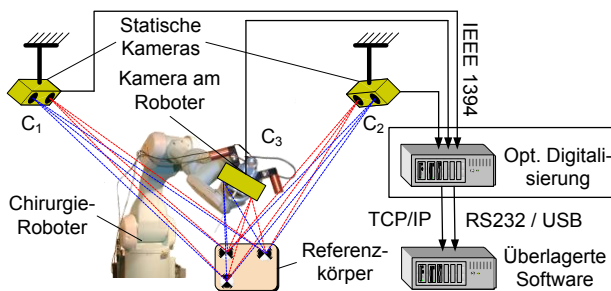 Statische
Kameras
Kamera am
Roboter
C1
C3
C2
IEEE 1394
Opt. Digitali-
sierung
Chirurgie-
Roboter
TCP/IP
RS232 / USB
Referenz-
körper
Überlagerte
Software